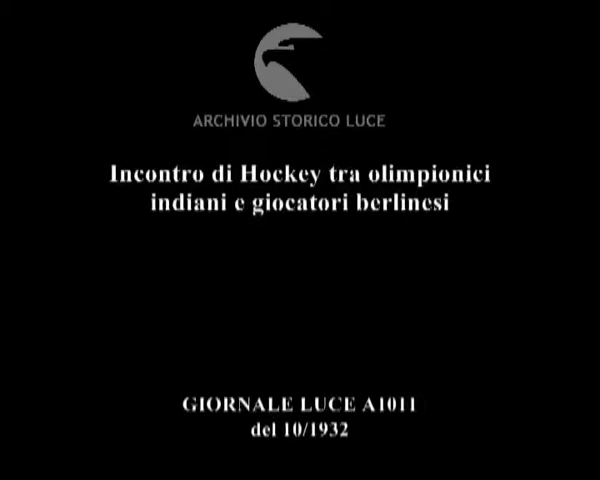 ARCHIVIO STORICO LUCE
Incontro di Hockey tra olimpionici
indiani e giocatori berlinesi
GIORNALE LUCE A1011
del 10/1932